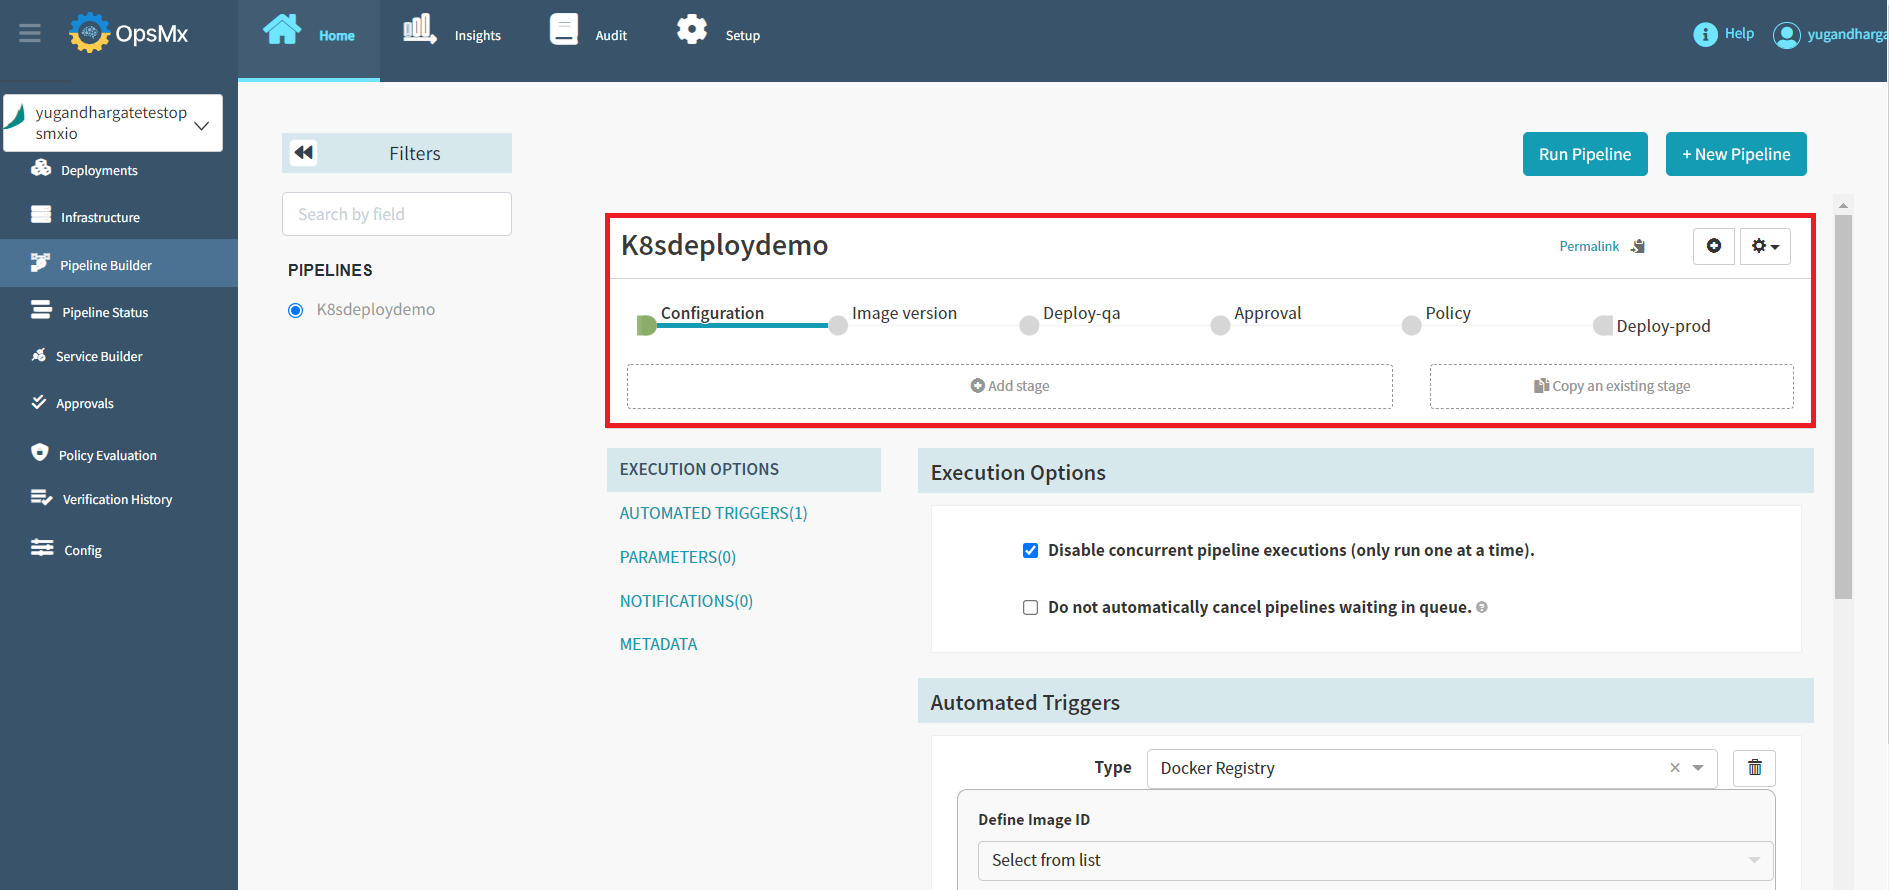 OpsMx
Home
Insights
Audit
Setup
Help
yugandharga
yugandhargatetestop
smxio
Deployments
Infrastructure
Pipeline Builder
Pipeline Status
Service Builder
Approvals
Policy Evaluation
Verification History
Config
Filters
Search by field
PIPELINES
K8sdeploydemo
Run Pipeline
+ New Pipeline
K8sdeploydemo
Permalink
Configuration
Image version
Deploy-qa
Approval
Policy
Deploy-prod
Add stage
Copy an existing stage
EXECUTION OPTIONS
AUTOMATED TRIGGERS(1)
PARAMETERS(0)
NOTIFICATIONS(0)
METADATA
Execution Options
Disable concurrent pipeline executions (only run one at a time).
Do not automatically cancel pipelines waiting in queue.
Automated Triggers
Type
Docker Registry
Define Image ID
Select from list